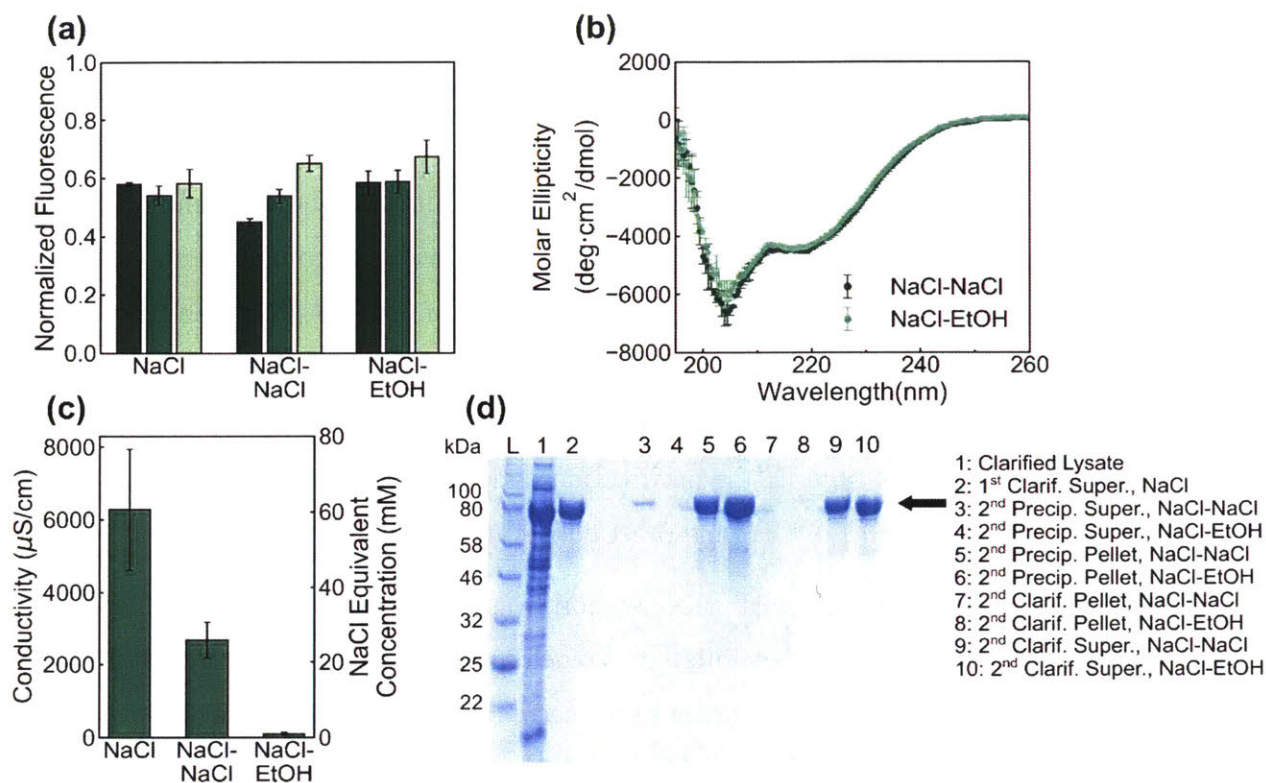 (a)
Normalized Fluorescence
1.0
0.8
0.6
0.4
0.2
0.0
NaCl
NaCl-
NaCl
NaCl-
EtOH
(b)
Molar Ellipticity
(deg·cm²/dmol)
2000
0
−2000
−4000
−6000
−8000
200
220
240
260
Wavelength(nm)
NaCl-NaCl
NaCl-EtOH
(c)
Conductivity (µS/cm)
8000
6000
4000
2000
0
80
60
40
20
0
NaCl Equivalent
Concentration (mM)
NaCl
NaCl-
NaCl
NaCl-
EtOH
(d)
kDa L 1 2 3 4 5 6 7 8 9 10
100
80
58
46
32
25
22
1: Clarified Lysate
2: 1st Clarif. Super., NaCl
3: 2nd Precip. Super., NaCl-NaCl
4: 2nd Precip. Super., NaCl-EtOH
5: 2nd Precip. Pellet, NaCl-NaCl
6: 2nd Precip. Pellet, NaCl-EtOH
7: 2nd Clarif. Pellet, NaCl-NaCl
8: 2nd Clarif. Pellet, NaCl-EtOH
9: 2nd Clarif. Super., NaCl-NaCl
10: 2nd Clarif. Super., NaCl-EtOH